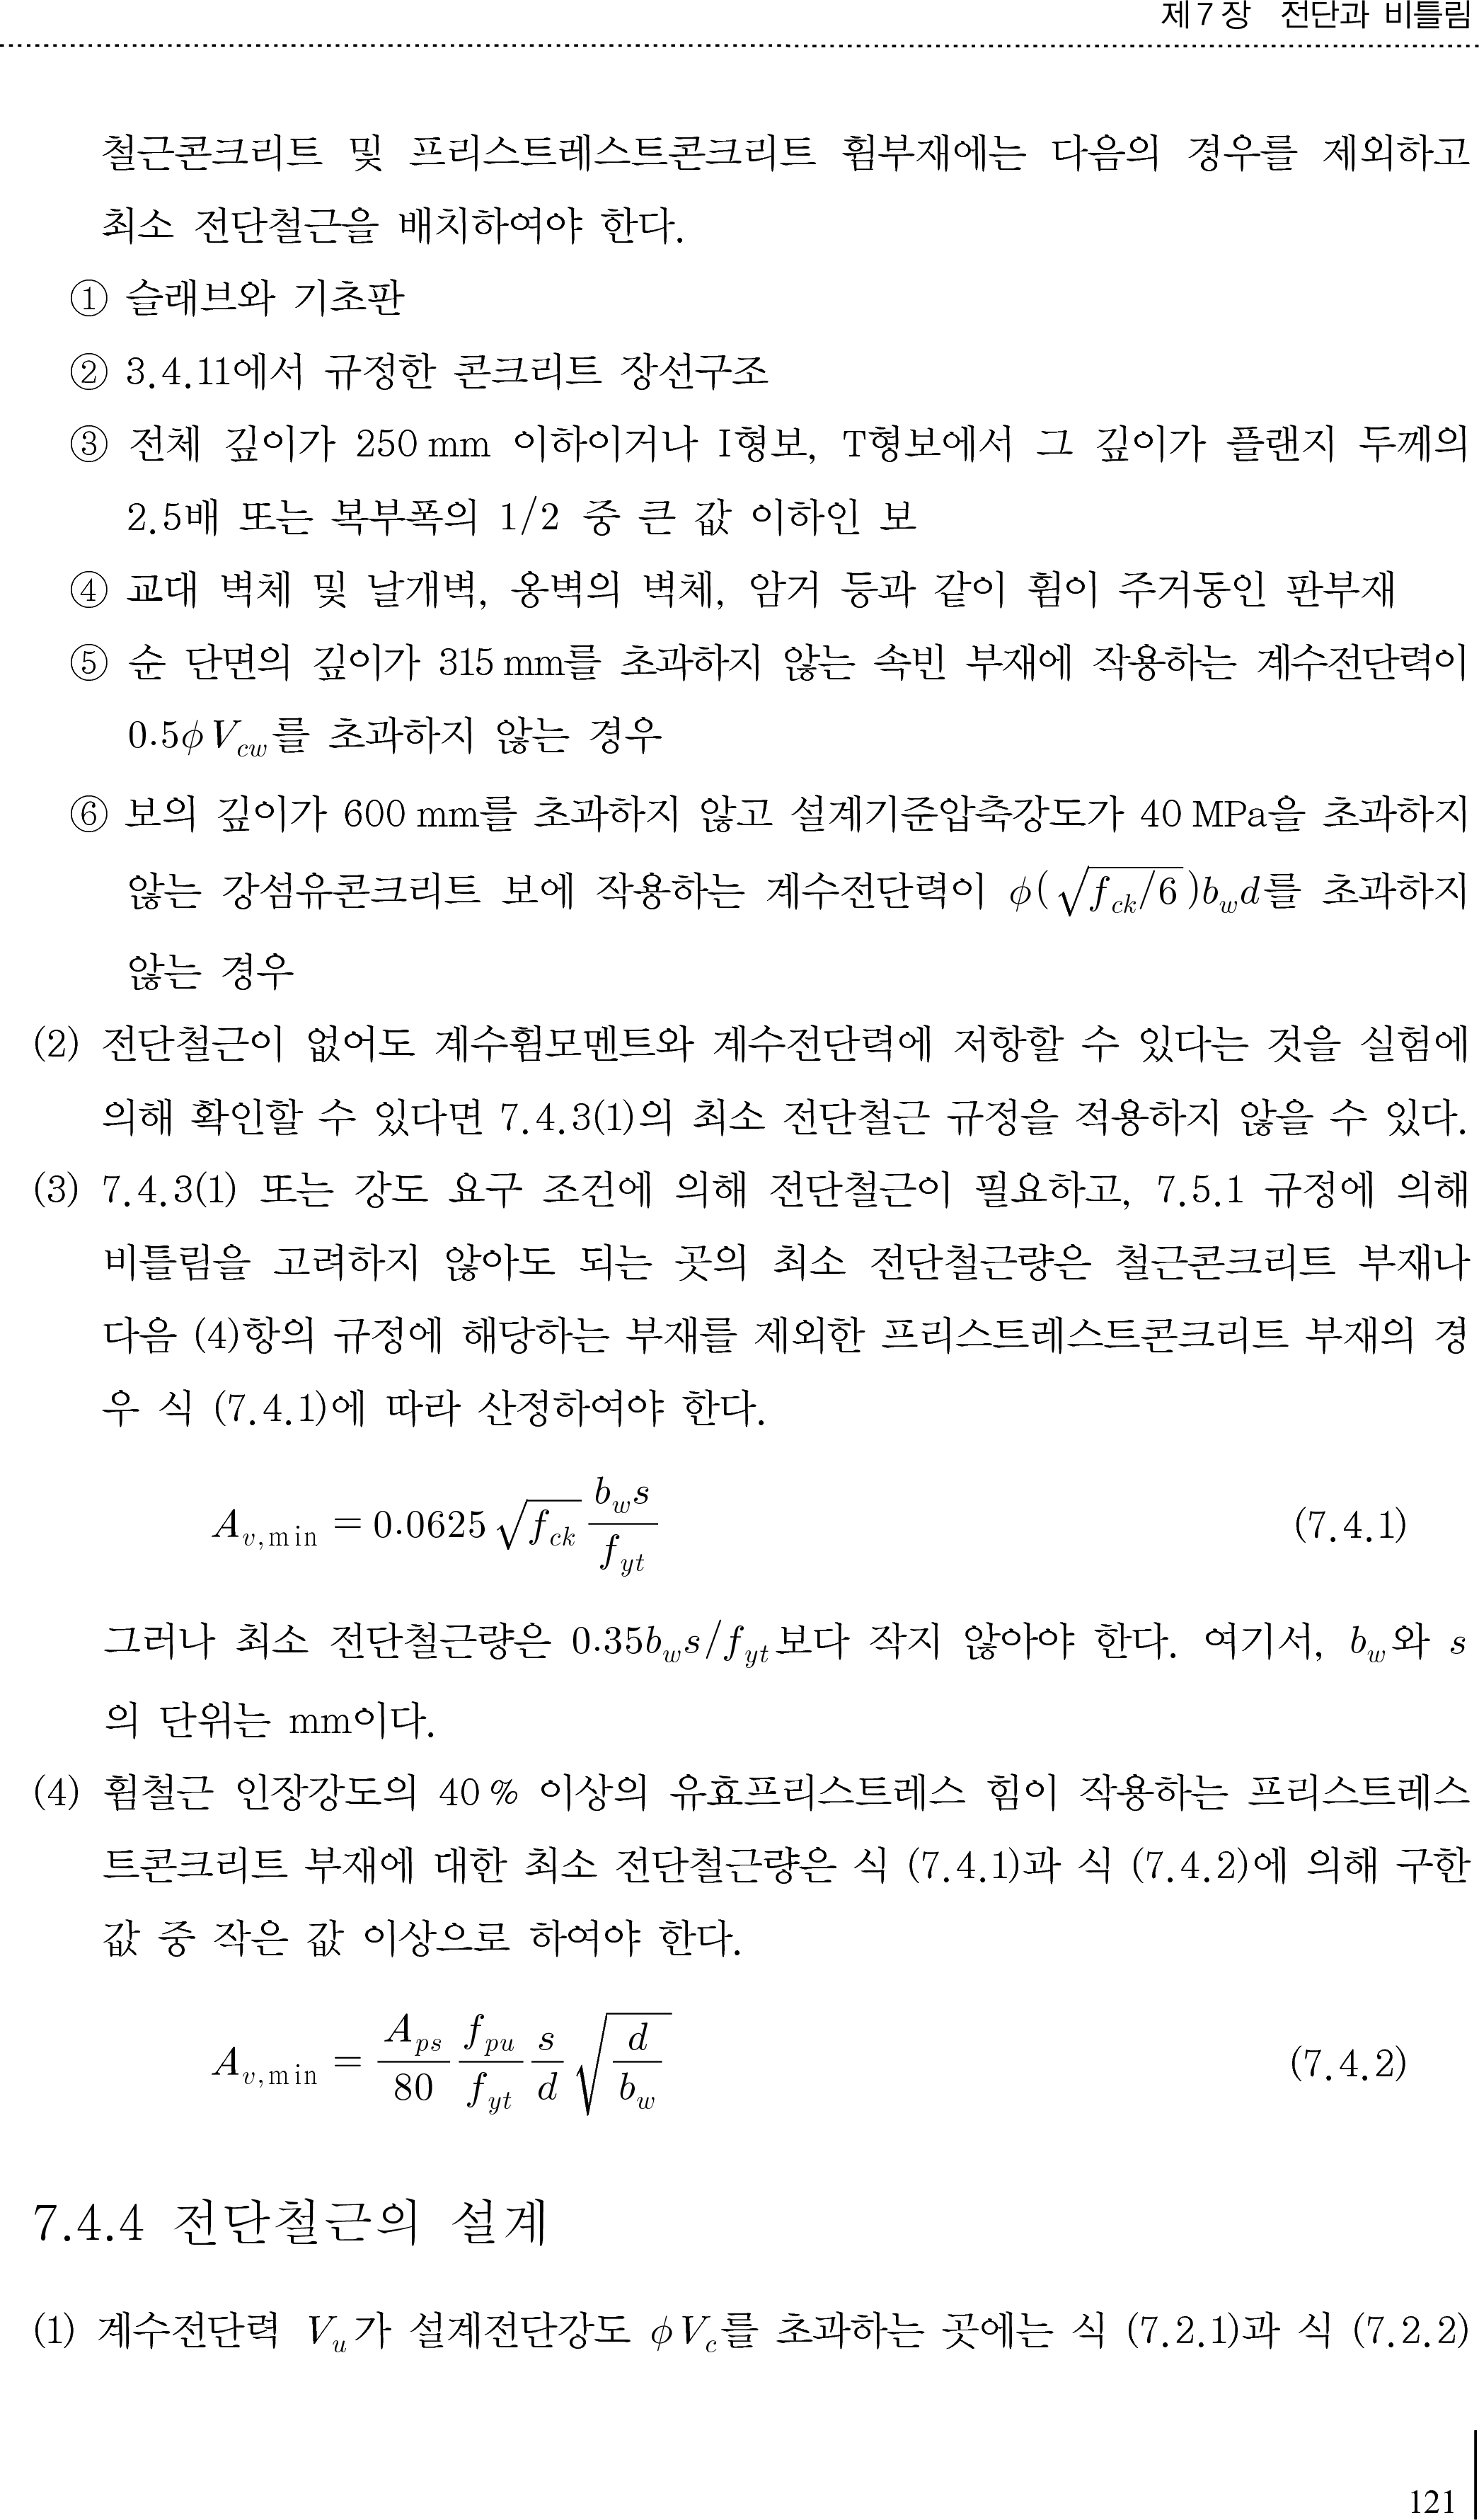 제7장 전단과 비틀림
철근콘크리트 및 프리스트레스트콘크리트 휨부재에는 다음의 경우를 제외하고
최소 전단철근을 배치하여야 한다.
① 슬래브와 기초판
② 3.4.11에서 규정한 콘크리트 장선구조
③ 전체 깊이가 250 mm 이하이거나 I형보, T형보에서 그 깊이가 플랜지 두께의
2.5배 또는 복부폭의 1/2 중 큰 값 이하인 보
④ 교대 벽체 및 날개벽, 옹벽의 벽체, 암거 등과 같이 휨이 주거동인 판부재
⑤ 순 단면의 깊이가 315 mm를 초과하지 않는 속빈 부재에 작용하는 계수전단력이
0.5ϕV_{cw}를 초과하지 않는 경우
⑥ 보의 깊이가 600 mm를 초과하지 않고 설계기준압축강도가 40 MPa을 초과하지
않는 강섬유콘크리트 보에 작용하는 계수전단력이 ϕ(√{f_{ck}/6})b_w d를 초과하지
않는 경우
(2) 전단철근이 없어도 계수휨모멘트와 계수전단력에 저항할 수 있다는 것을 실험에
의해 확인할 수 있다면 7.4.3(1)의 최소 전단철근 규정을 적용하지 않을 수 있다.
(3) 7.4.3(1) 또는 강도 요구 조건에 의해 전단철근이 필요하고, 7.5.1 규정에 의해
비틀림을 고려하지 않아도 되는 곳의 최소 전단철근량은 철근콘크리트 부재나
다음 (4)항의 규정에 해당하는 부재를 제외한 프리스트레스트콘크리트 부재의 경
우 식 (7.4.1)에 따라 산정하여야 한다.
A_{v,min} = 0.0625 √{f_{ck}} \frac{b_w s}{f_{yt}} (7.4.1)
그러나 최소 전단철근량은 0.35b_w s/f_{yt}보다 작지 않아야 한다. 여기서, b_w와 s
의 단위는 mm이다.
(4) 휨철근 인장강도의 40 % 이상의 유효프리스트레스 힘이 작용하는 프리스트레스
트콘크리트 부재에 대한 최소 전단철근량은 식 (7.4.1)과 식 (7.4.2)에 의해 구한
값 중 작은 값 이상으로 하여야 한다.
A_{v,min} = \frac{A_{ps}}{80} \frac{f_{pu}}{f_{yt}} \frac{s}{d} √{\frac{d}{b_w}} (7.4.2)
7.4.4 전단철근의 설계
(1) 계수전단력 V_u가 설계전단강도 ϕV_c를 초과하는 곳에는 식 (7.2.1)과 식 (7.2.2)
121